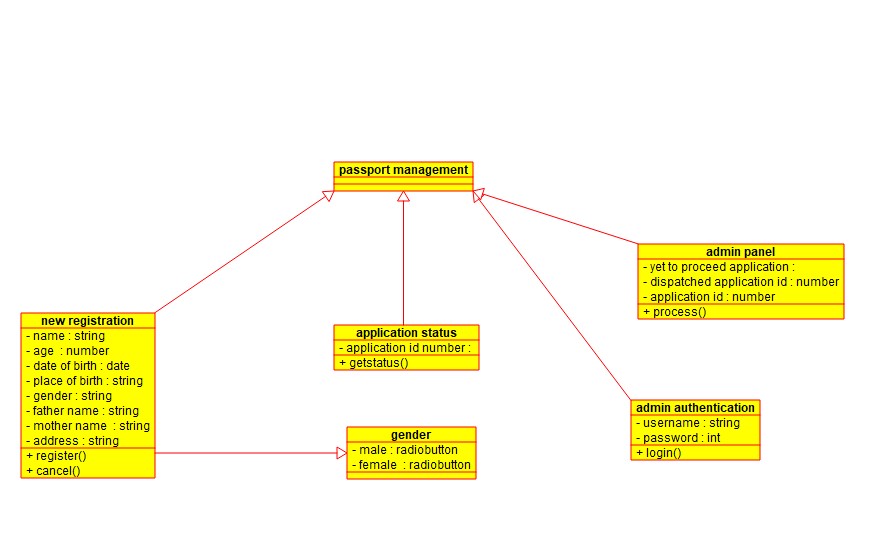 passport management
admin panel
- yet to proceed application :
- dispatched application id : number
- application id : number
+ process()
new registration
- name : string
- age  : number
- date of birth : date
- place of birth : string
- gender : string
- father name : string
- mother name  : string
- address : string
+ register()
+ cancel()
application status
- application id number :
+ getstatus()
admin authentication
- username : string
- password : int
+ login()
gender
- male : radiobutton
- female  : radiobutton